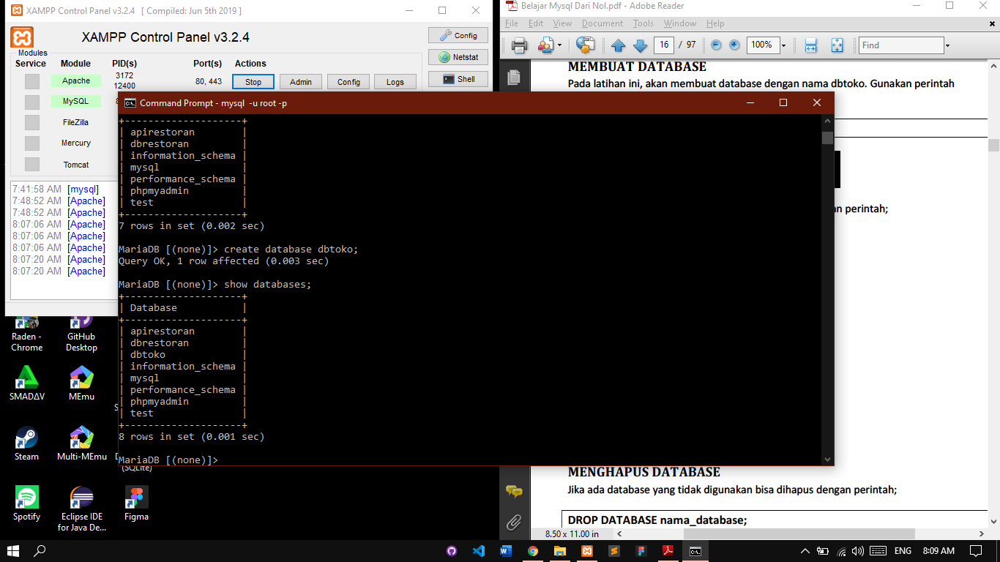 XAMPP Control Panel v3.2.4 [ Compiled: Jun 5th 2019 ]
XAMPP Control Panel v3.2.4
Config
Netstat
Shell
Modules
Service Module PID(s) Port(s) Actions
Apache 3172 12400 80, 443 Stop Admin Config Logs
MySQL
FileZilla
Mercury
Tomcat
7:41:58 AM [mysql]
7:48:52 AM [Apache]
7:48:52 AM [Apache]
8:07:06 AM [Apache]
8:07:06 AM [Apache]
8:07:06 AM [Apache]
8:07:20 AM [Apache]
8:07:20 AM [Apache]
Belajar Mysql Dari Nol.pdf - Adobe Reader
File Edit View Document Tools Window Help
16 / 97 100% Find
MEMBUAT DATABASE
Pada latihan ini, akan membuat database dengan nama dbtoko. Gunakan perintah
perintah;
MENGHAPUS DATABASE
Jika ada database yang tidak digunakan bisa dihapus dengan perintah;
DROP DATABASE nama_database;
8.50 x 11.00 in
Command Prompt - mysql -u root -p
+--------------------+
| apirestoran |
| dbrestoran |
| information_schema |
| mysql |
| performance_schema |
| phpmyadmin |
| test |
+--------------------+
7 rows in set (0.002 sec)
MariaDB [(none)]> create database dbtoko;
Query OK, 1 row affected (0.003 sec)
MariaDB [(none)]> show databases;
+--------------------+
| Database |
+--------------------+
| apirestoran |
| dbrestoran |
| dbtoko |
| information_schema |
| mysql |
| performance_schema |
| phpmyadmin |
| test |
+--------------------+
8 rows in set (0.001 sec)
MariaDB [(none)]>
Raden -
Chrome
GitHub
Desktop
SMADΔV
MEmu
Steam
Multi-MEmu
(SQLite)
Spotify
Eclipse IDE
for Java De...
Figma
ENG 8:09 AM